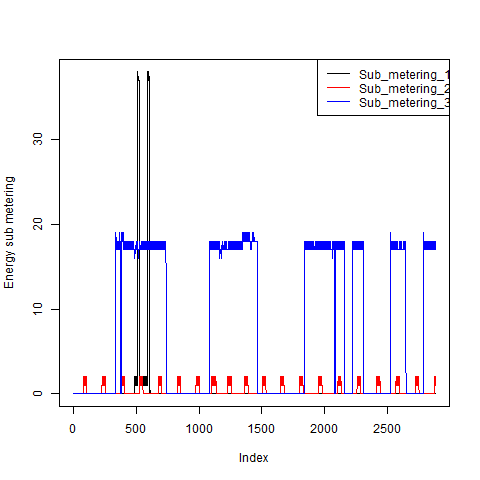 Sub_metering_1
Sub_metering_2
Sub_metering_3
30
20
10
0
Energy sub metering
0
500
1000
1500
2000
2500
Index